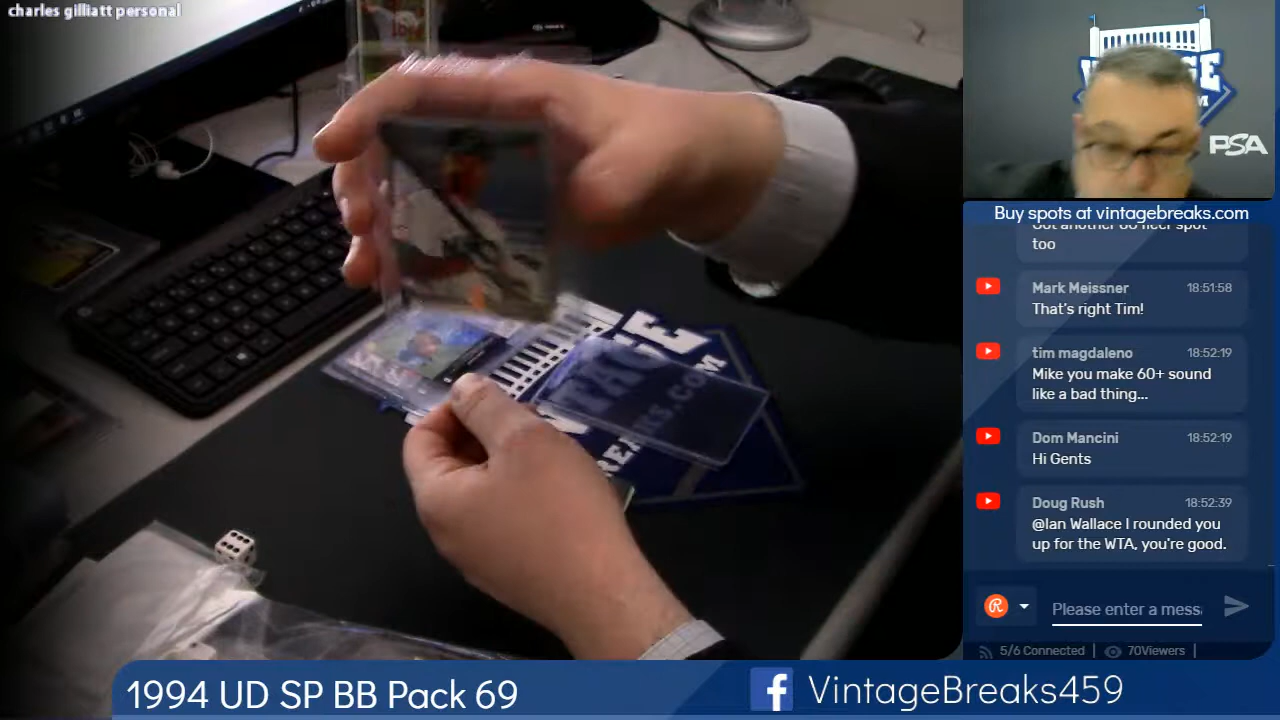 charles gilliatt personal
PSA
Buy spots at vintagebreaks.com
too
Mark Meissner 18:51:58
That's right Tim!
tim magdaleno 18:52:19
Mike you make 60+ sound
like a bad thing...
Dom Mancini 18:52:19
Hi Gents
Doug Rush 18:52:39
@Ian Wallace I rounded you
up for the WTA, you're good.
Please enter a messa
5/6 Connected | 70Viewers |
1994 UD SP BB Pack 69
VintageBreaks459